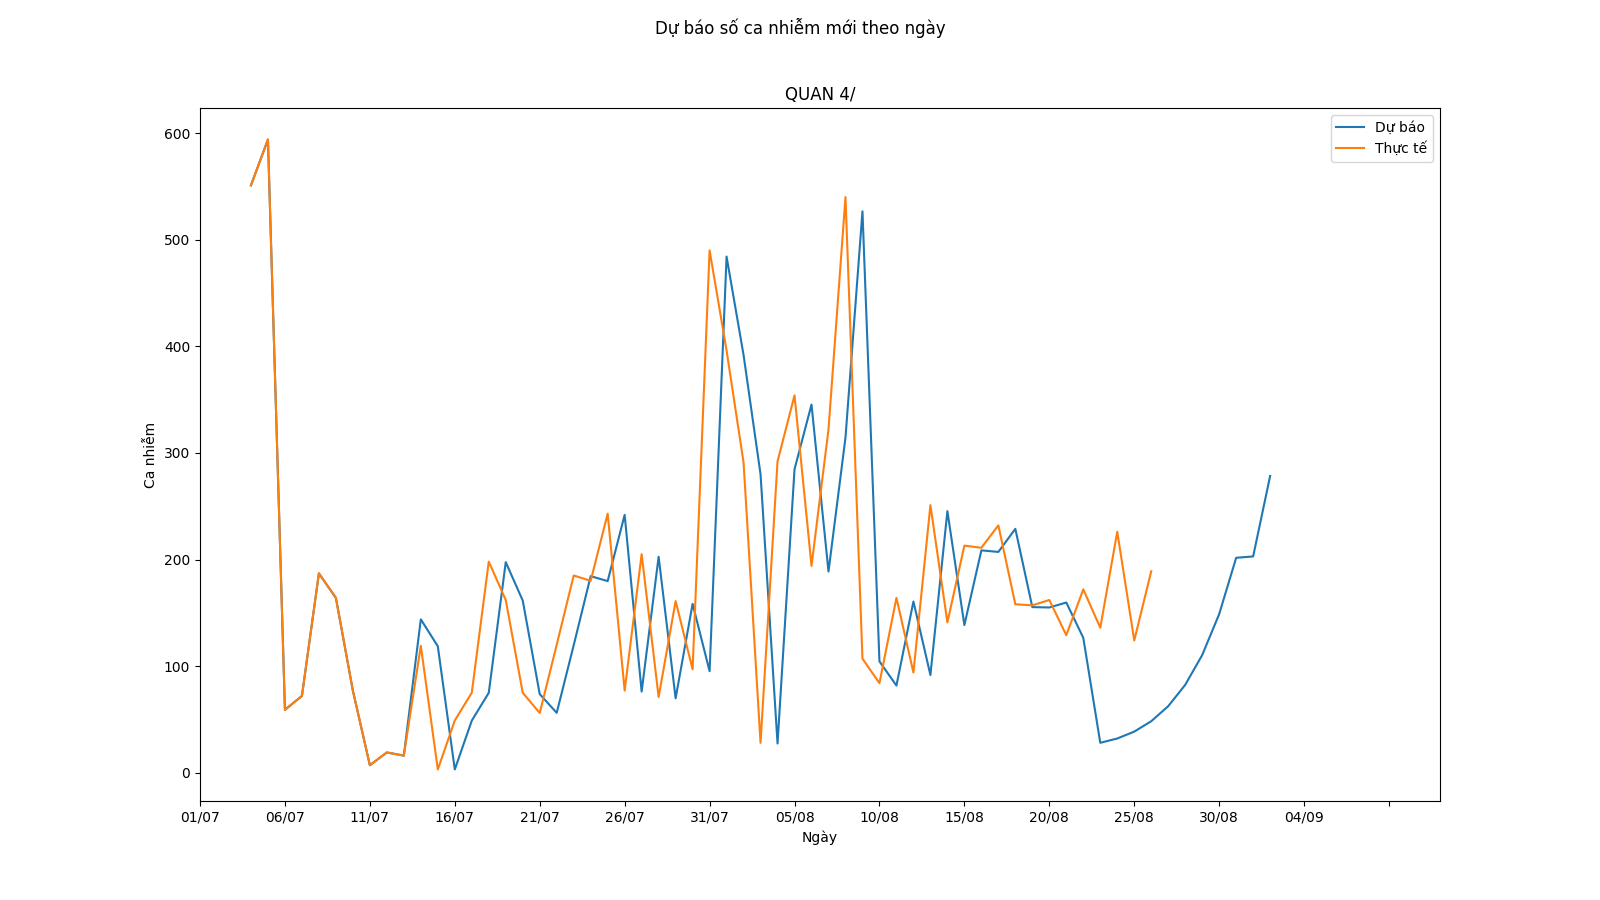 Dự báo số ca nhiễm mới theo ngày
QUAN 4/
Dự báo
Thực tế
600
500
400
300
200
100
0
Ca nhiễm
01/07 06/07 11/07 16/07 21/07 26/07 31/07 05/08 10/08 15/08 20/08 25/08 30/08 04/09
Ngày